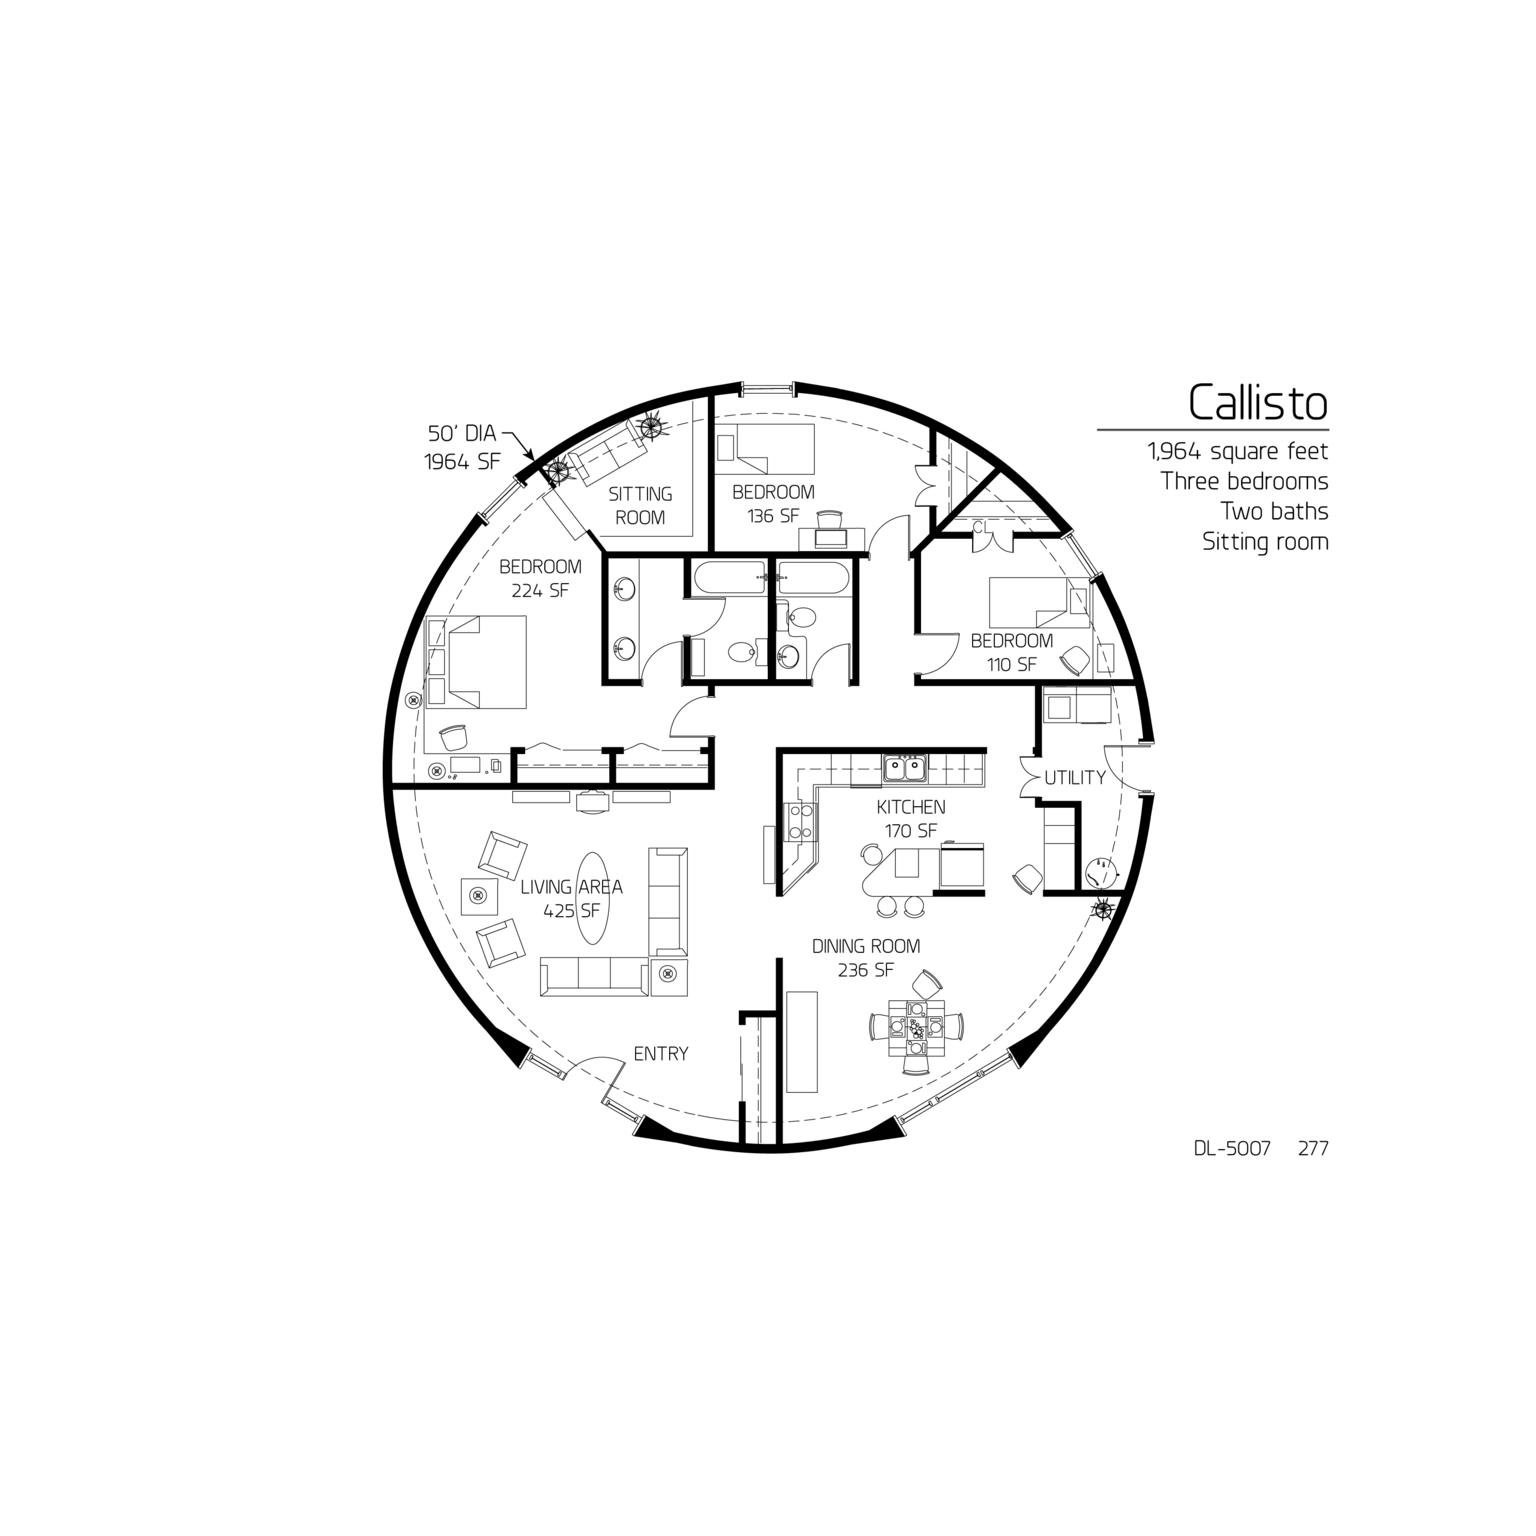 Callisto
1,964 square feet
Three bedrooms
Two baths
Sitting room
50' DIA
1964 SF
SITTING
ROOM
BEDROOM
136 SF
CL
BEDROOM
224 SF
BEDROOM
110 SF
UTILITY
KITCHEN
170 SF
LIVING AREA
425 SF
DINING ROOM
236 SF
ENTRY
DL-5007 277